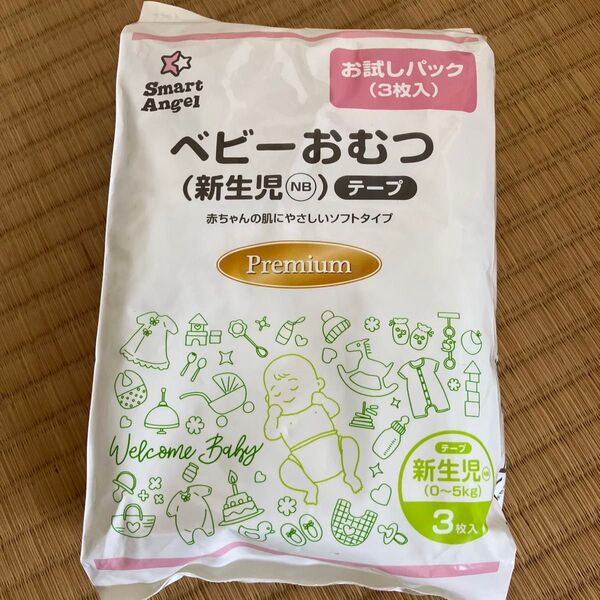 Smart
Angel
お試しパック
(3枚入)
ベビーおむつ
(新生児NB) テープ
赤ちゃんの肌にやさしいソフトタイプ
Premium
Welcome Baby
テープ
新生児NB
(0〜5kg)
3枚入